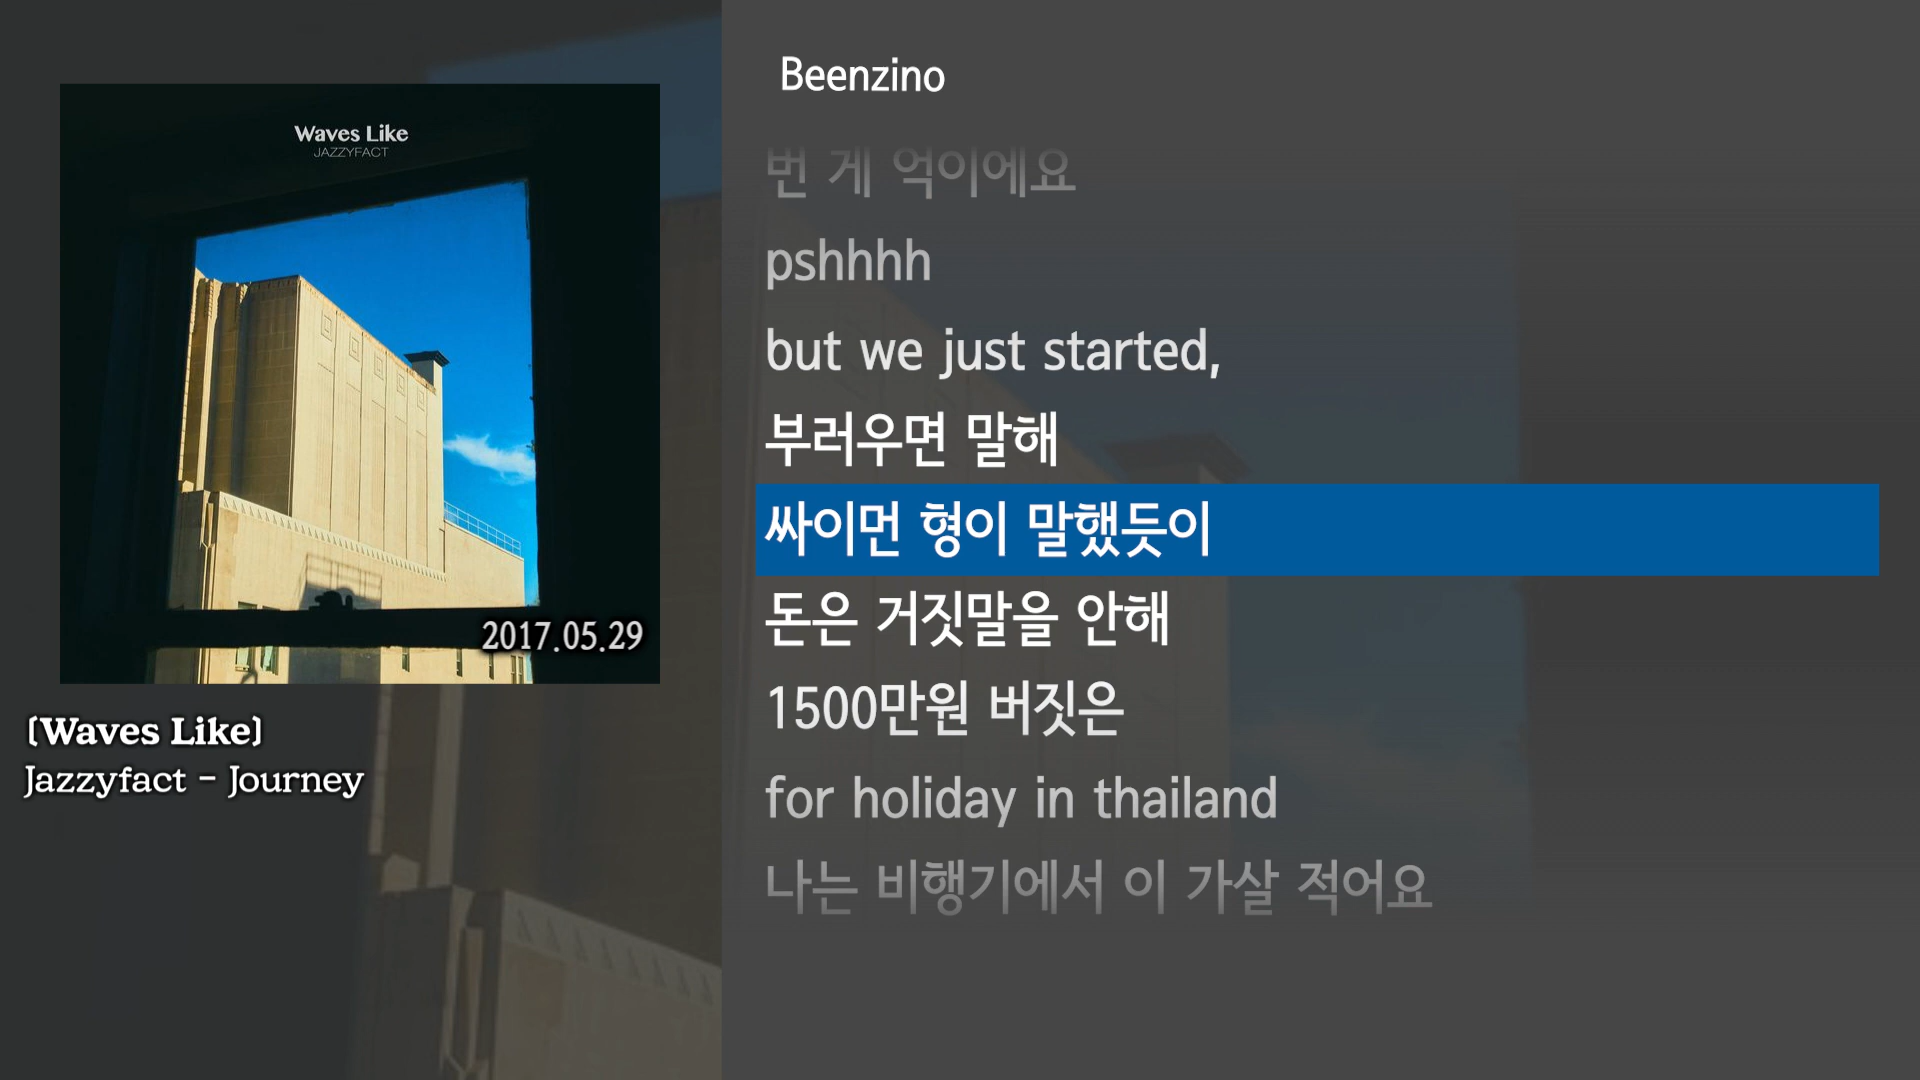 Waves Like
JAZZYFACT
2017.05.29
[Waves Like]
Jazzyfact - Journey
Beenzino
번 게 억이에요
pshhhh
but we just started,
부러우면 말해
싸이먼 형이 말했듯이
돈은 거짓말을 안해
1500만원 버짓은
for holiday in thailand
나는 비행기에서 이 가살 적어요